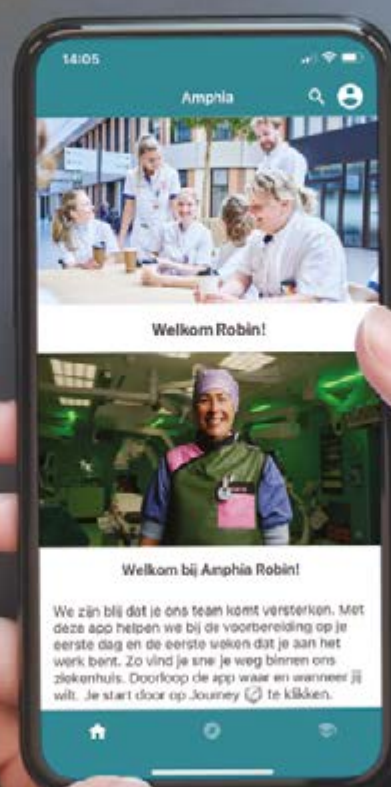 14:05
Amphia
Welkom Robin!
Welkom bij Amphia Robin!
We zijn blij dat je ons team komt versterken. Met
deze app helpen we bij de voorbereiding op je
eerste dag en de eerste weken dat je aan het
werk bent. Zo vind je snel je weg binnen ons
ziekenhuis. Doorloop de app waar en wanneer jij
wilt. Je start door op Journey te klikken.